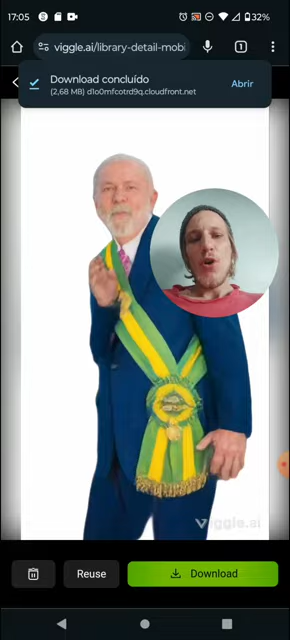 17:05
32%
viggle.ai/library-detail-mobi
1
Download concluído
(2,68 MB) d1o0mfcotrd9q.cloudfront.net
Abrir
viggle.ai
Reuse
Download